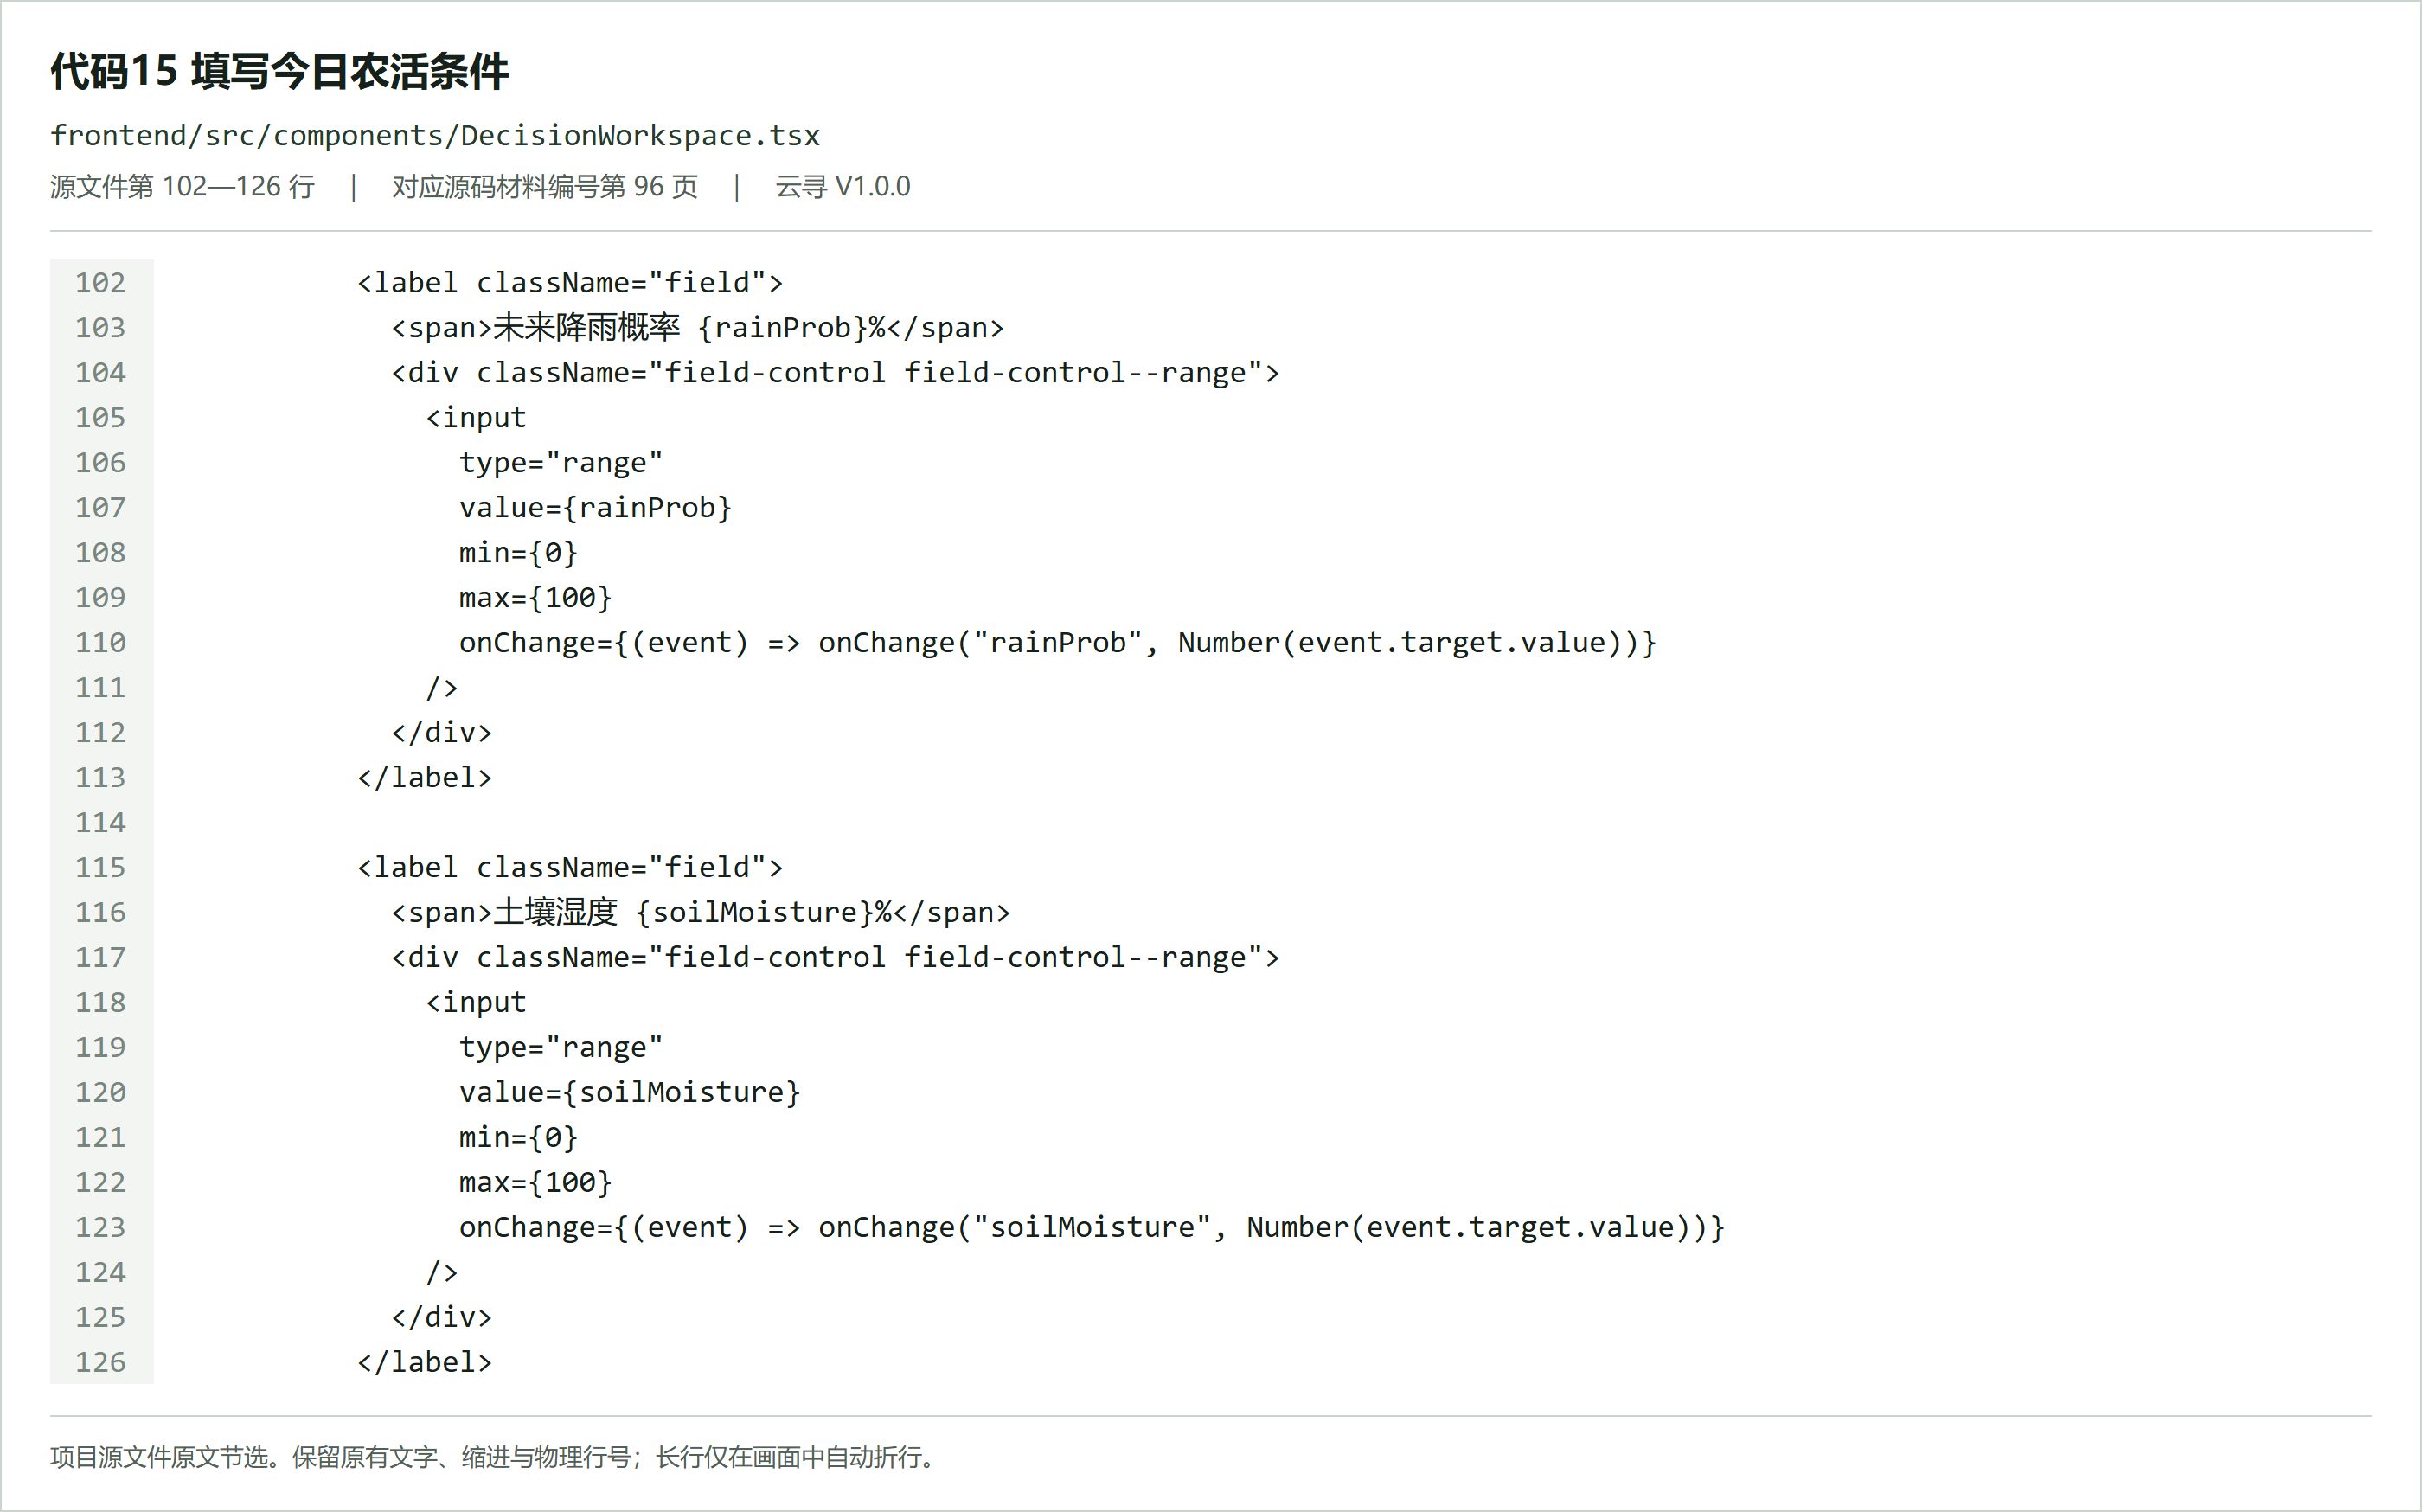 代码15 填写今日农活条件
frontend/src/components/DecisionWorkspace.tsx
源文件第 102—126 行 | 对应源码材料编号第 96 页 | 云寻 V1.0.0
102 <label className="field">
103 <span>未来降雨概率 {rainProb}%</span>
104 <div className="field-control field-control--range">
105 <input
106 type="range"
107 value={rainProb}
108 min={0}
109 max={100}
110 onChange={(event) => onChange("rainProb", Number(event.target.value))}
111 />
112 </div>
113 </label>
114
115 <label className="field">
116 <span>土壤湿度 {soilMoisture}%</span>
117 <div className="field-control field-control--range">
118 <input
119 type="range"
120 value={soilMoisture}
121 min={0}
122 max={100}
123 onChange={(event) => onChange("soilMoisture", Number(event.target.value))}
124 />
125 </div>
126 </label>
项目源文件原文节选。保留原有文字、缩进与物理行号；长行仅在画面中自动折行。